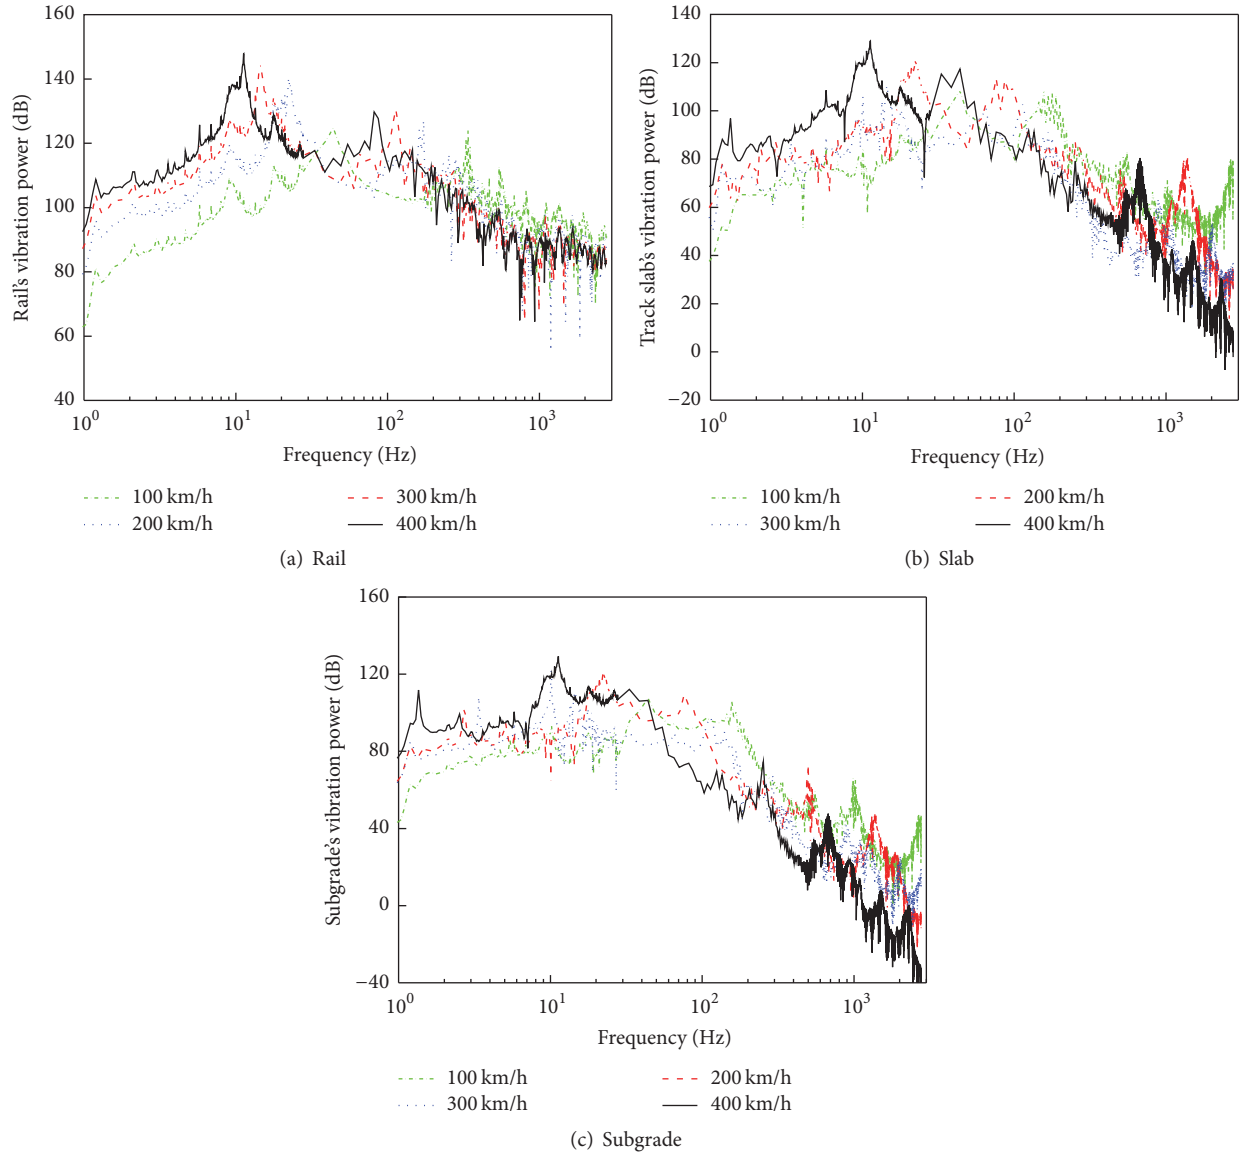 160
140
120
100
80
60
40
Rail's vibration power (dB)
10^0
10^1
10^2
10^3
Frequency (Hz)
100 km/h
200 km/h
300 km/h
400 km/h
(a) Rail
140
120
100
80
60
40
20
0
−20
Track slab's vibration power (dB)
10^0
10^1
10^2
10^3
Frequency (Hz)
100 km/h
300 km/h
200 km/h
400 km/h
(b) Slab
160
120
80
40
0
−40
Subgrade's vibration power (dB)
10^0
10^1
10^2
10^3
Frequency (Hz)
100 km/h
300 km/h
200 km/h
400 km/h
(c) Subgrade